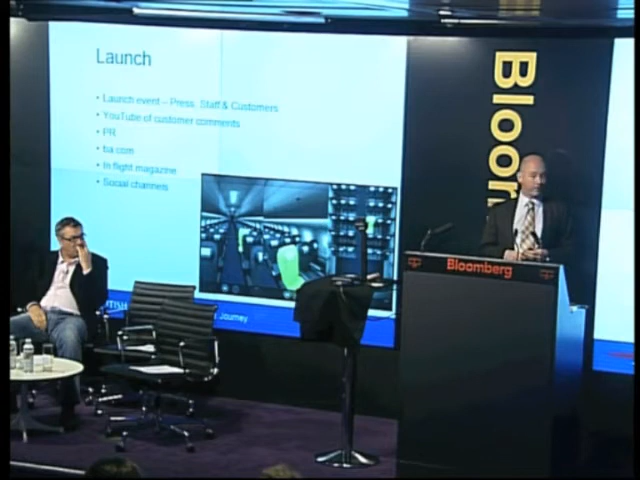 Launch
• Launch event – Press, Staff & Customers
• YouTube of customer comments
• PR
• ba.com
• In flight magazine
• Social channels
Journey
Bloom
Bloomberg